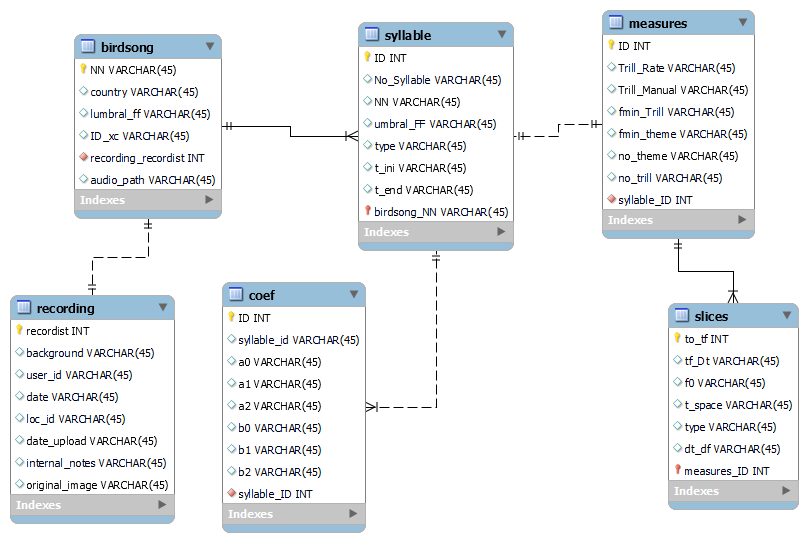 birdsong
NN VARCHAR(45)
country VARCHAR(45)
lumbral_ff VARCHAR(45)
ID_xc VARCHAR(45)
recording_recordist INT
audio_path VARCHAR(45)
Indexes
syllable
ID INT
No_Syllable VARCHAR(45)
NN VARCHAR(45)
umbral_FF VARCHAR(45)
type VARCHAR(45)
t_ini VARCHAR(45)
t_end VARCHAR(45)
birdsong_NN VARCHAR(45)
Indexes
measures
ID INT
Trill_Rate VARCHAR(45)
Trill_Manual VARCHAR(45)
fmin_Trill VARCHAR(45)
fmin_theme VARCHAR(45)
no_theme VARCHAR(45)
no_trill VARCHAR(45)
syllable_ID INT
Indexes
recording
recordist INT
background VARCHAR(45)
user_id VARCHAR(45)
date VARCHAR(45)
loc_id VARCHAR(45)
date_upload VARCHAR(45)
internal_notes VARCHAR(45)
original_image VARCHAR(45)
Indexes
coef
ID INT
syllable_id VARCHAR(45)
a0 VARCHAR(45)
a1 VARCHAR(45)
a2 VARCHAR(45)
b0 VARCHAR(45)
b1 VARCHAR(45)
b2 VARCHAR(45)
syllable_ID INT
Indexes
slices
to_tf INT
tf_Dt VARCHAR(45)
f0 VARCHAR(45)
t_space VARCHAR(45)
type VARCHAR(45)
dt_df VARCHAR(45)
measures_ID INT
Indexes